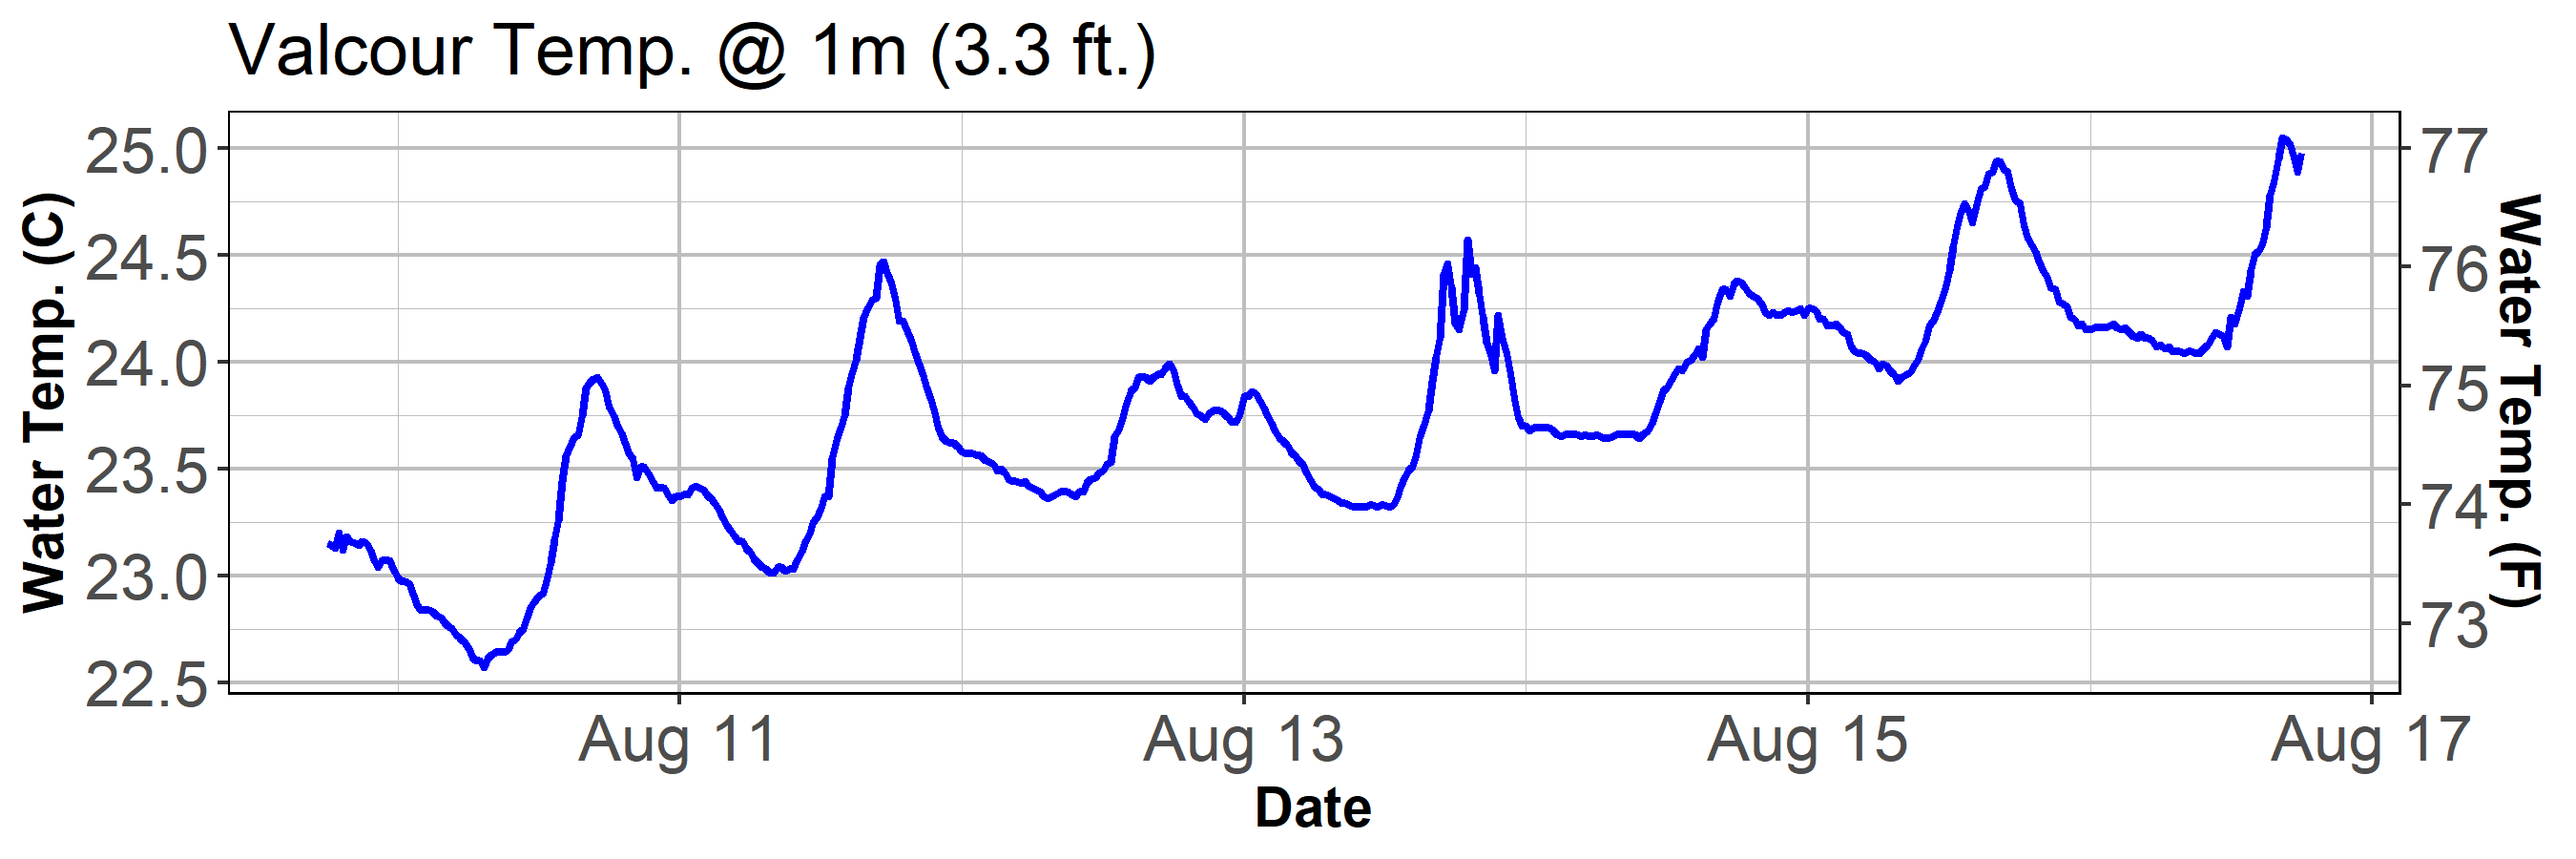 Valcour Temp. @ 1m (3.3 ft.)
Water Temp. (C)
25.0
24.5
24.0
23.5
23.0
22.5
77
76
75
74
73
Water Temp. (F)
Aug 11 Aug 13 Aug 15 Aug 17
Date